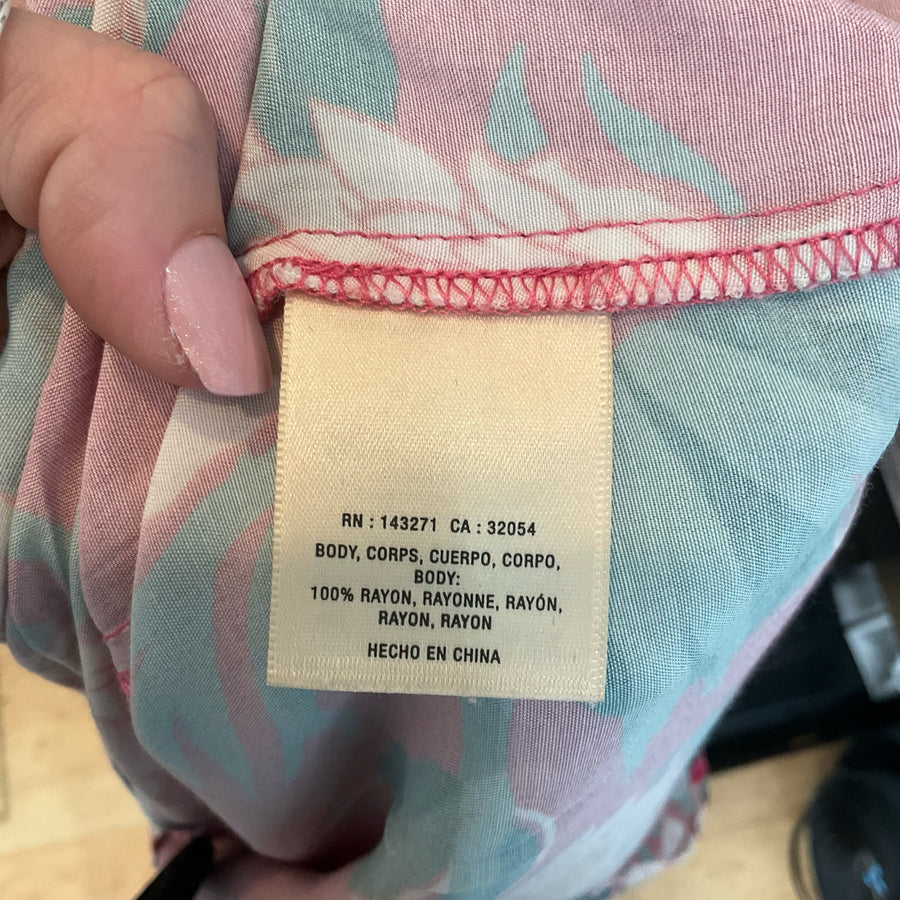 RN : 143271 CA : 32054
BODY, CORPS, CUERPO, CORPO,
BODY:
100% RAYON, RAYONNE, RAYÓN,
RAYON, RAYON
HECHO EN CHINA